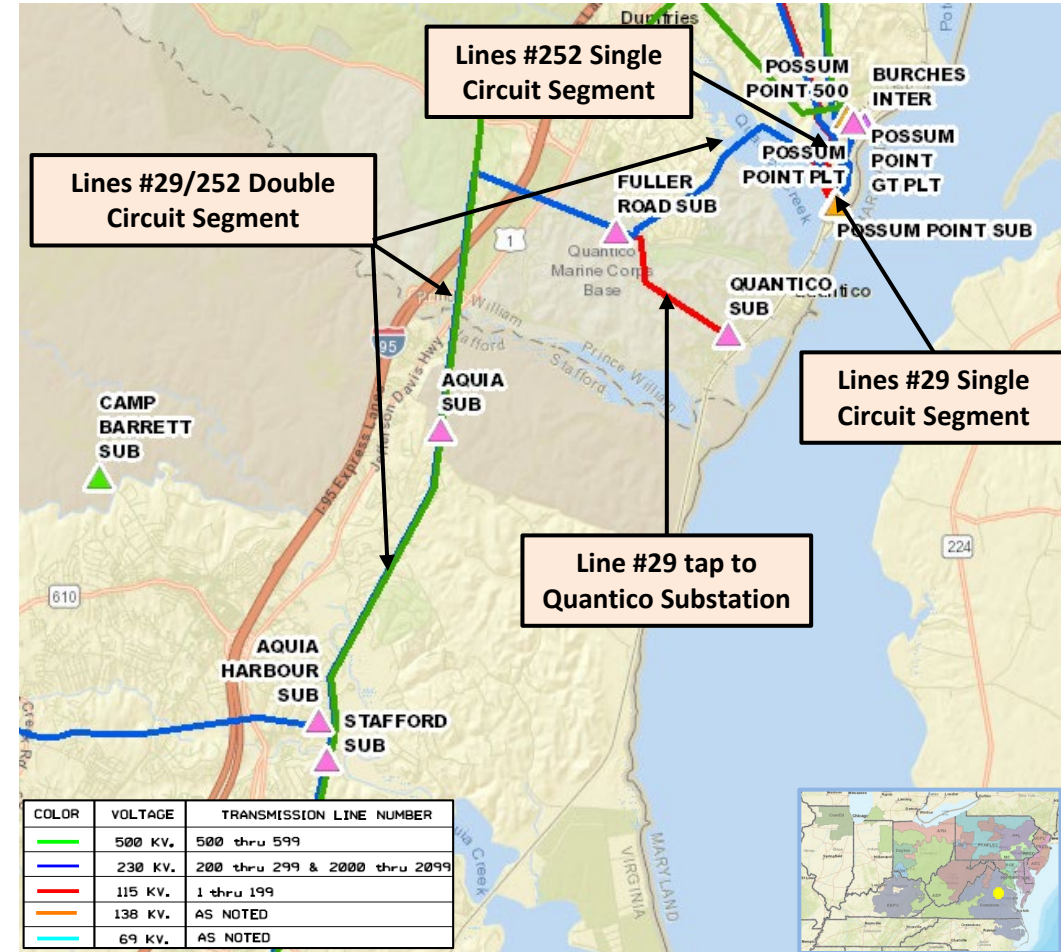 Dumfries
Lines #252 Single
Circuit Segment
POSSUM
POINT 500
BURCHES
INTER
POSSUM
POINT
GT PLT
POSSUM
POINT PLT
Creek
Lines #29/252 Double
Circuit Segment
FULLER
ROAD SUB
POSSUM POINT SUB
1
Quantico
Marine Corps
Base
QUANTICO
SUB
Prince William
Stafford
Prince William
Stafford
95
Jefferson Davis Hwy
I-95 Express Lanes
AQUIA
SUB
Lines #29 Single
Circuit Segment
CAMP
BARRETT
SUB
224
Line #29 tap to
Quantico Substation
610
AQUIA
HARBOUR
SUB
STAFFORD
SUB
Creek Rd
Creek
VIRGINIA
MARYLAND
COLOR VOLTAGE TRANSMISSION LINE NUMBER
500 KV. 500 thru 599
230 KV. 200 thru 299 & 2000 thru 2099
115 KV. 1 thru 199
138 KV. AS NOTED
69 KV. AS NOTED